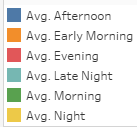 Avg. Afternoon
Avg. Early Morning
Avg. Evening
Avg. Late Night
Avg. Morning
Avg. Night